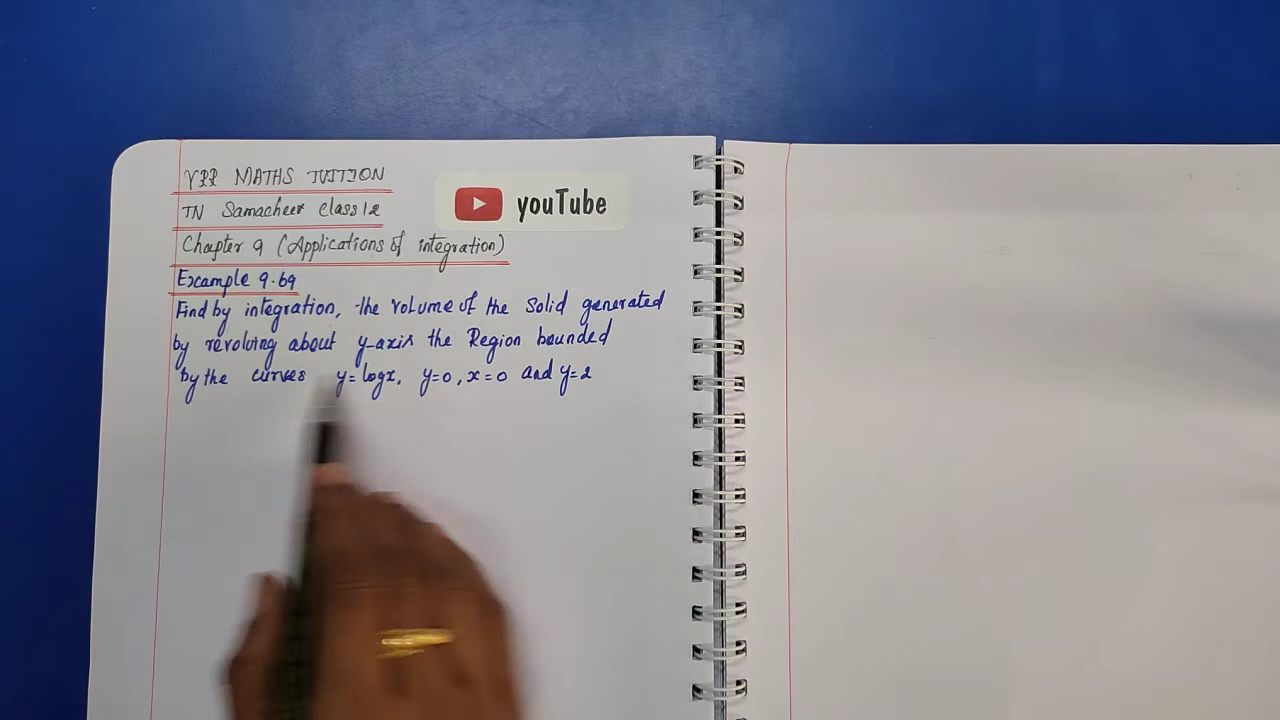 VRR MATHS TUITION
TN Samacheer Class 12
Chapter 9 (Applications of integration)
Example 9.69
Find by integration, the volume of the Solid generated
by revolving about y-axis the Region bounded
by the curves y=logx, y=0, x=0 and y=2
youTube